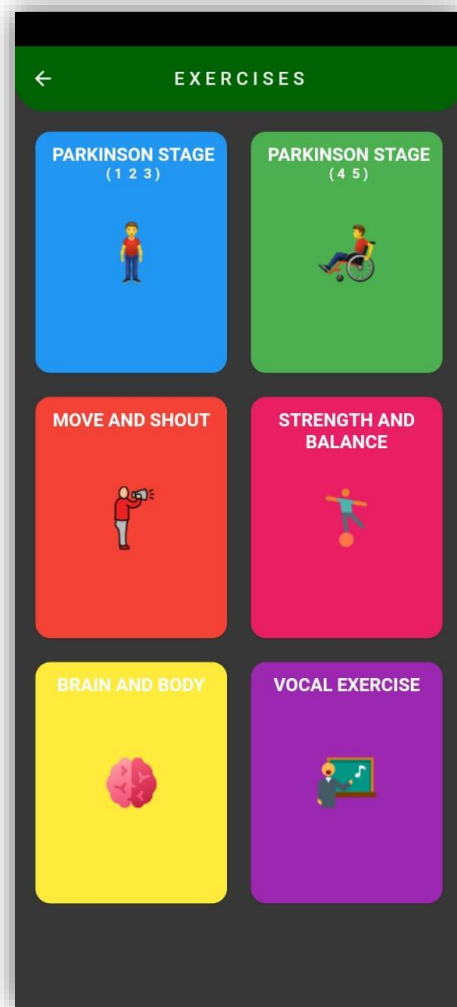 EXERCISES
PARKINSON STAGE
(1 2 3)
PARKINSON STAGE
(4 5)
MOVE AND SHOUT
STRENGTH AND
BALANCE
BRAIN AND BODY
VOCAL EXERCISE